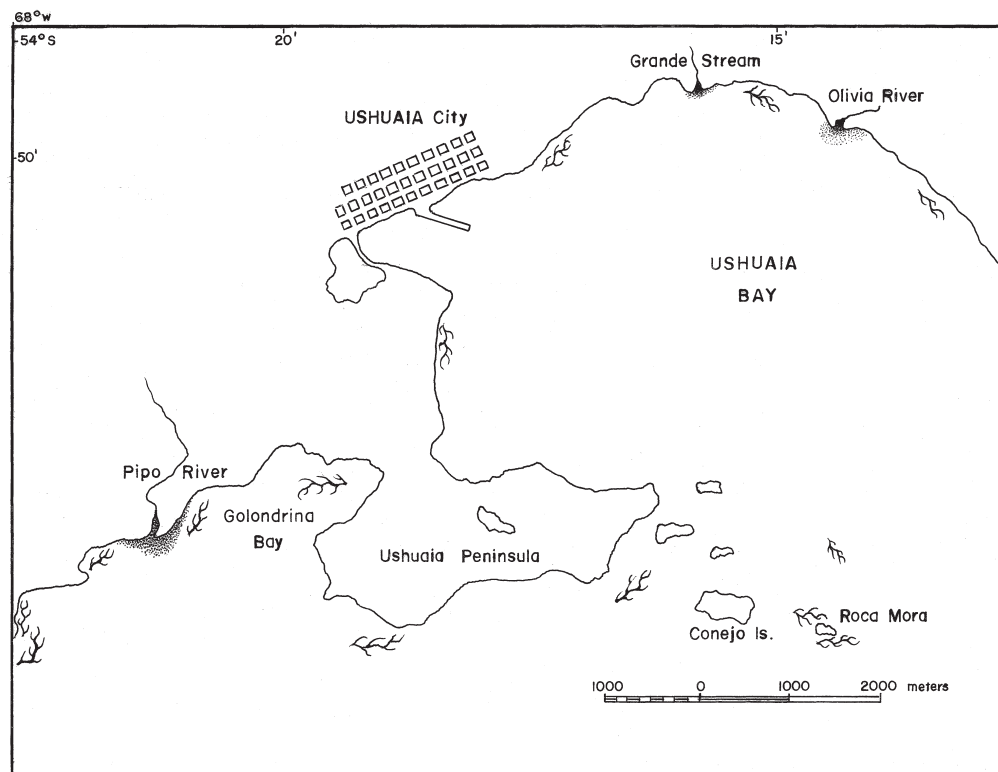 68°W
54°S
20'
15'
Grande Stream
Olivia River
USHUAIA City
50'
USHUAIA
BAY
Pipo River
Golondrina
Bay
Ushuaia Peninsula
Roca Mora
Conejo Is.
1000 0 1000 2000 meters